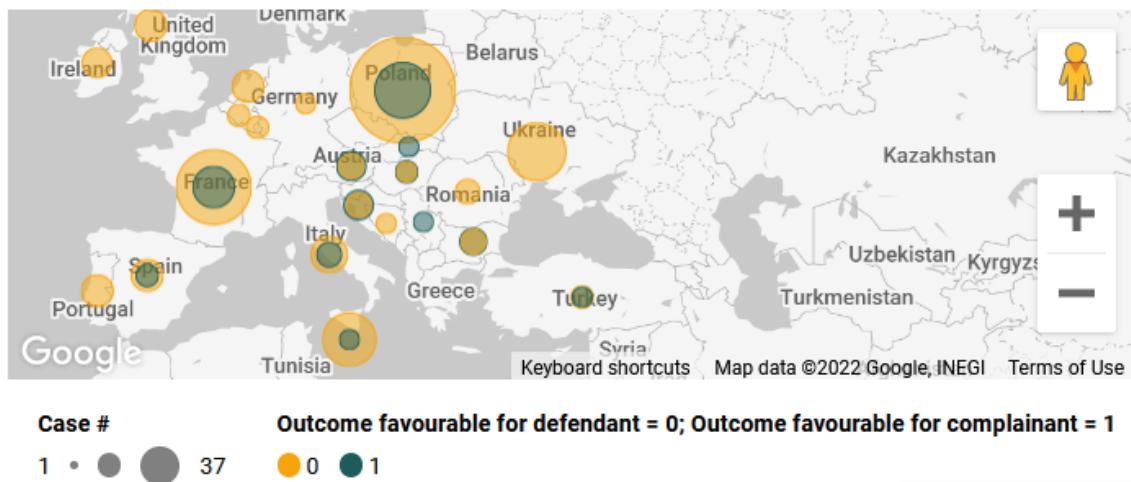 Denmark
United
Kingdom
Ireland
Belarus
Poland
Germany
Ukraine
Austria
Kazakhstan
France
Romania
Italy
Uzbekistan
Kyrgyzs
Spain
Greece
Turkey
Turkmenistan
Portugal
Google
Tunisia
Syria
Keyboard shortcuts Map data ©2022 Google, INEGI Terms of Use
Case # Outcome favourable for defendant = 0; Outcome favourable for complainant = 1
1 37 0 1